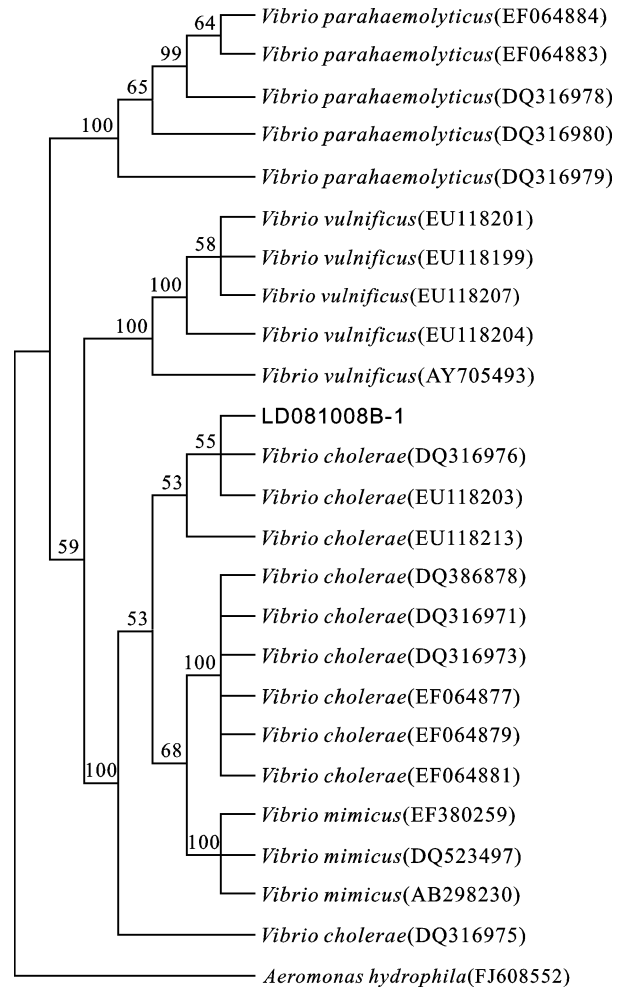 64 Vibrio parahaemolyticus(EF064884)
Vibrio parahaemolyticus(EF064883)
99
65 Vibrio parahaemolyticus(DQ316978)
100 Vibrio parahaemolyticus(DQ316980)
Vibrio parahaemolyticus(DQ316979)
Vibrio vulnificus(EU118201)
58 Vibrio vulnificus(EU118199)
100 Vibrio vulnificus(EU118207)
100 Vibrio vulnificus(EU118204)
Vibrio vulnificus(AY705493)
LD081008B-1
55 Vibrio cholerae(DQ316976)
53 Vibrio cholerae(EU118203)
59 Vibrio cholerae(EU118213)
Vibrio cholerae(DQ386878)
53 Vibrio cholerae(DQ316971)
100 Vibrio cholerae(DQ316973)
Vibrio cholerae(EF064877)
68 Vibrio cholerae(EF064879)
100 Vibrio cholerae(EF064881)
Vibrio mimicus(EF380259)
100 Vibrio mimicus(DQ523497)
Vibrio mimicus(AB298230)
Vibrio cholerae(DQ316975)
Aeromonas hydrophila(FJ608552)